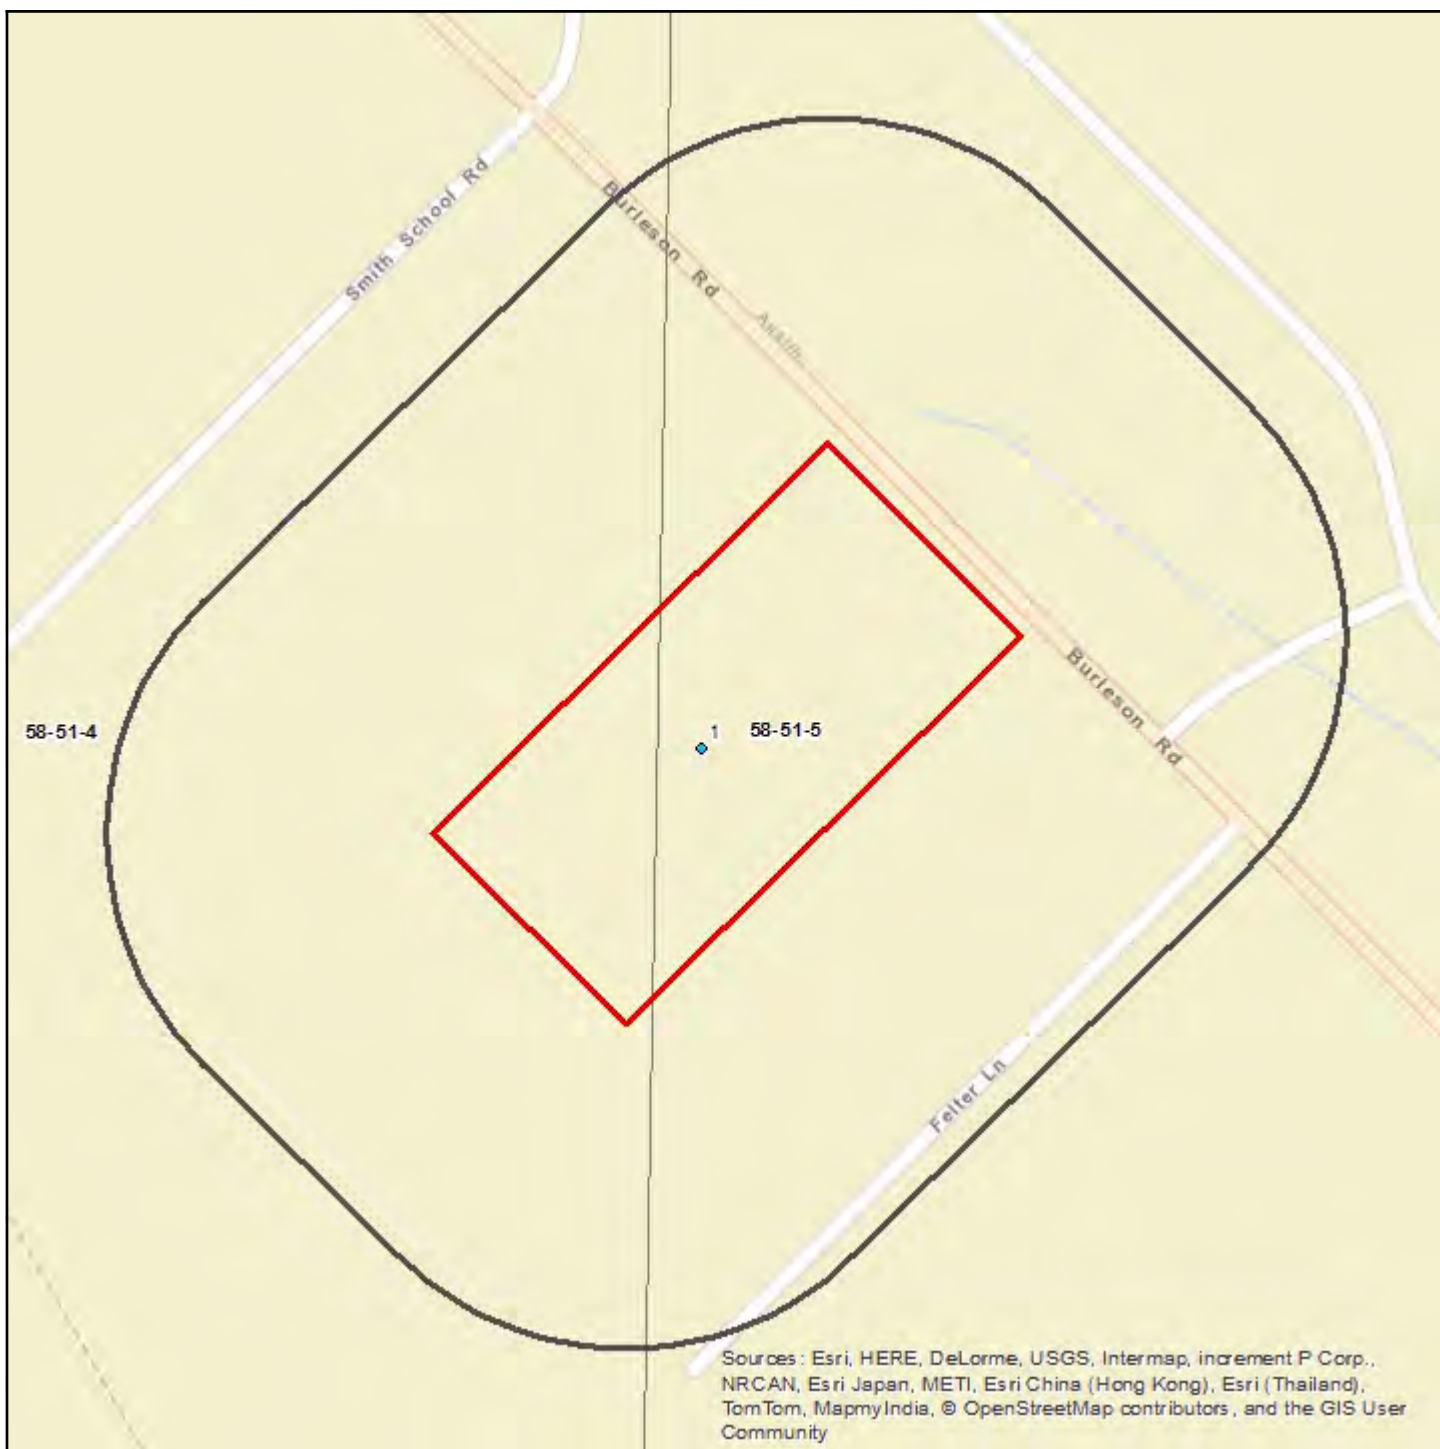 Smith School Rd
Burleson Rd
Austin
Burleson Rd
58-51-4
1
58-51-5
Felter Ln
Sources: Esri, HERE, DeLorme, USGS, Intermap, increment P Corp.,
NRCAN, Esri Japan, METI, Esri China (Hong Kong), Esri (Thailand),
TomTom, MapmyIndia, © OpenStreetMap contributors, and the GIS User
Community